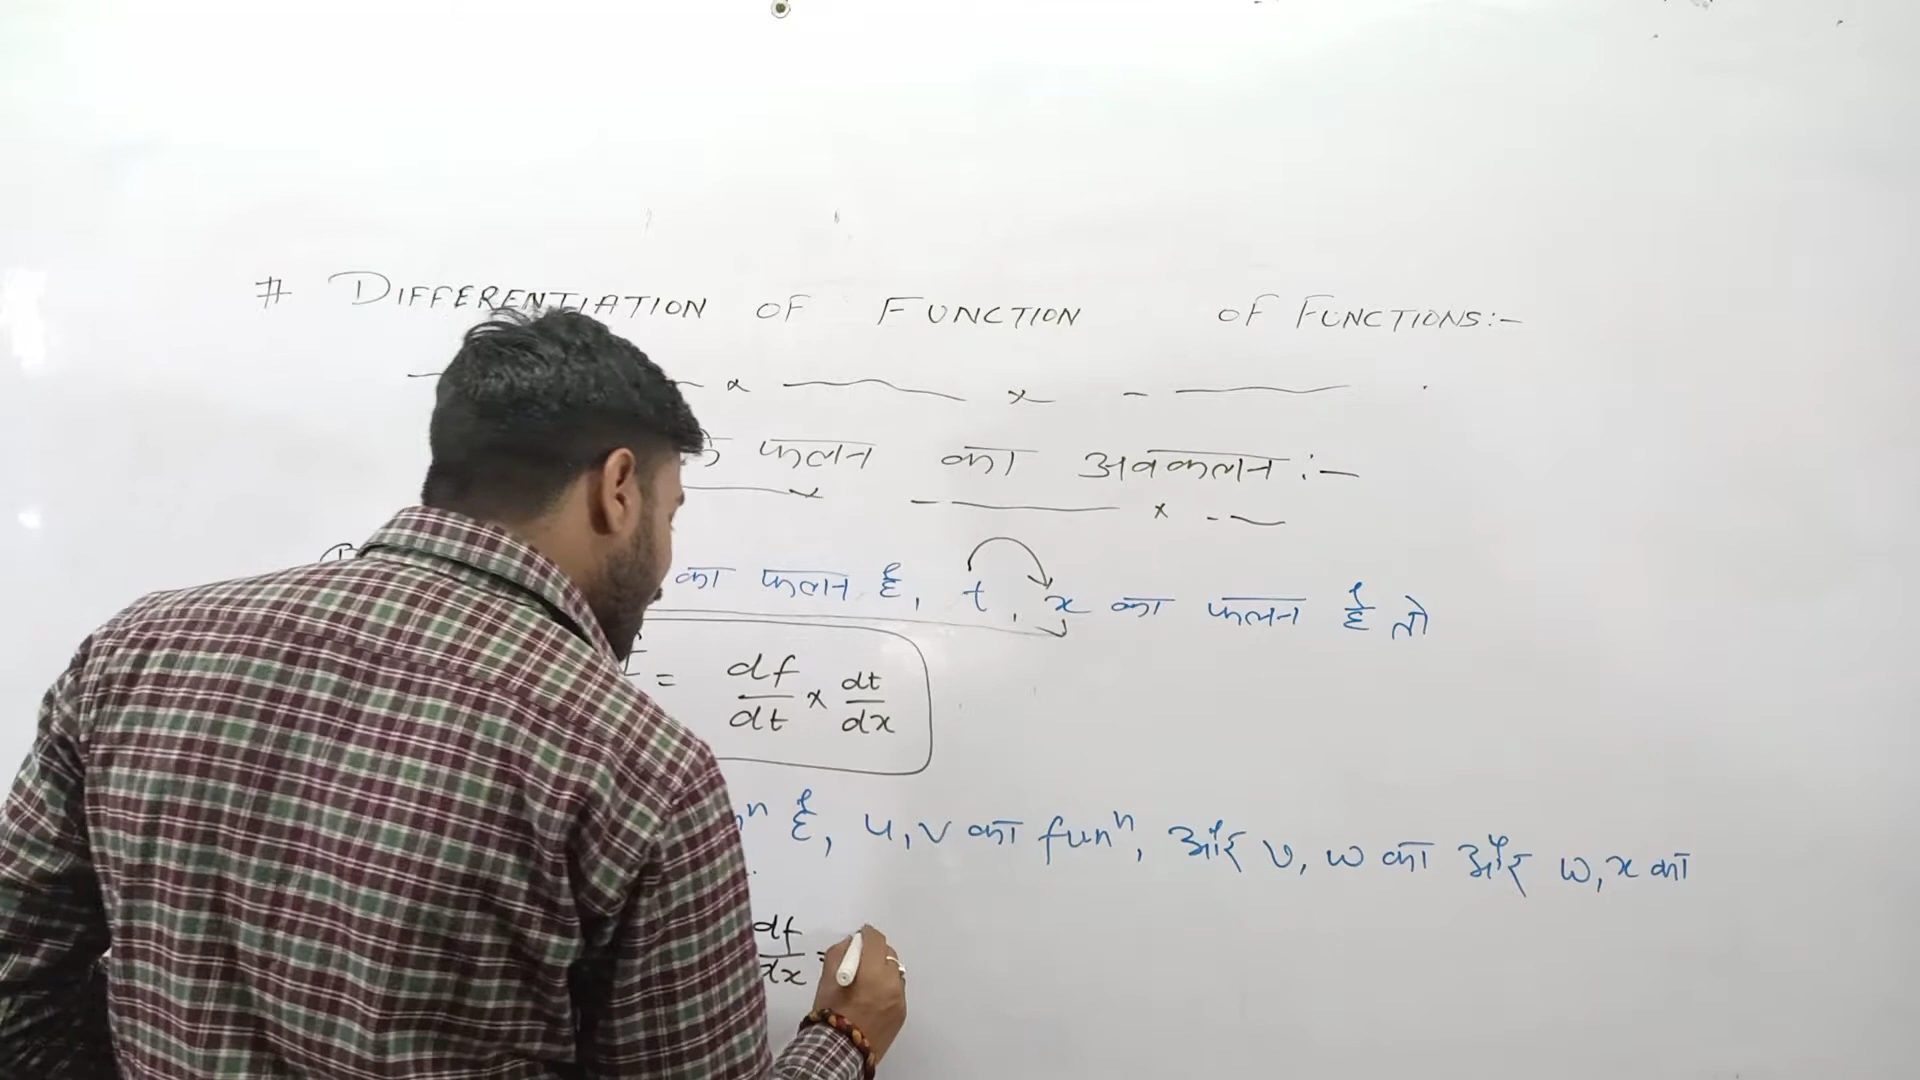 # DIFFERENTIATION OF FUNCTION OF FUNCTIONS:-
फलन का अवकलन :-
का फलन है, t, x का फलन है तो
= df/dt × dt/dx
है, u, v का funⁿ, और v, w का और w, x का
df/dx =